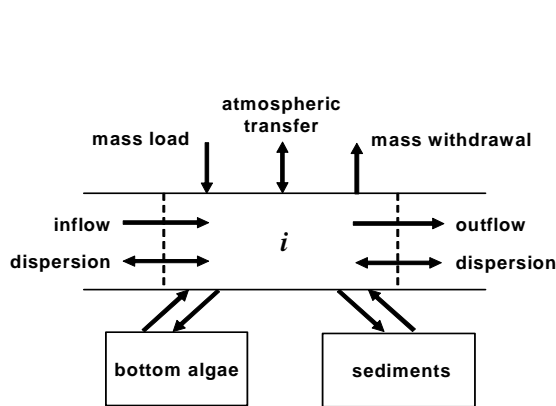 atmospheric
transfer
mass load
mass withdrawal
inflow
i
outflow
dispersion
dispersion
bottom algae
sediments